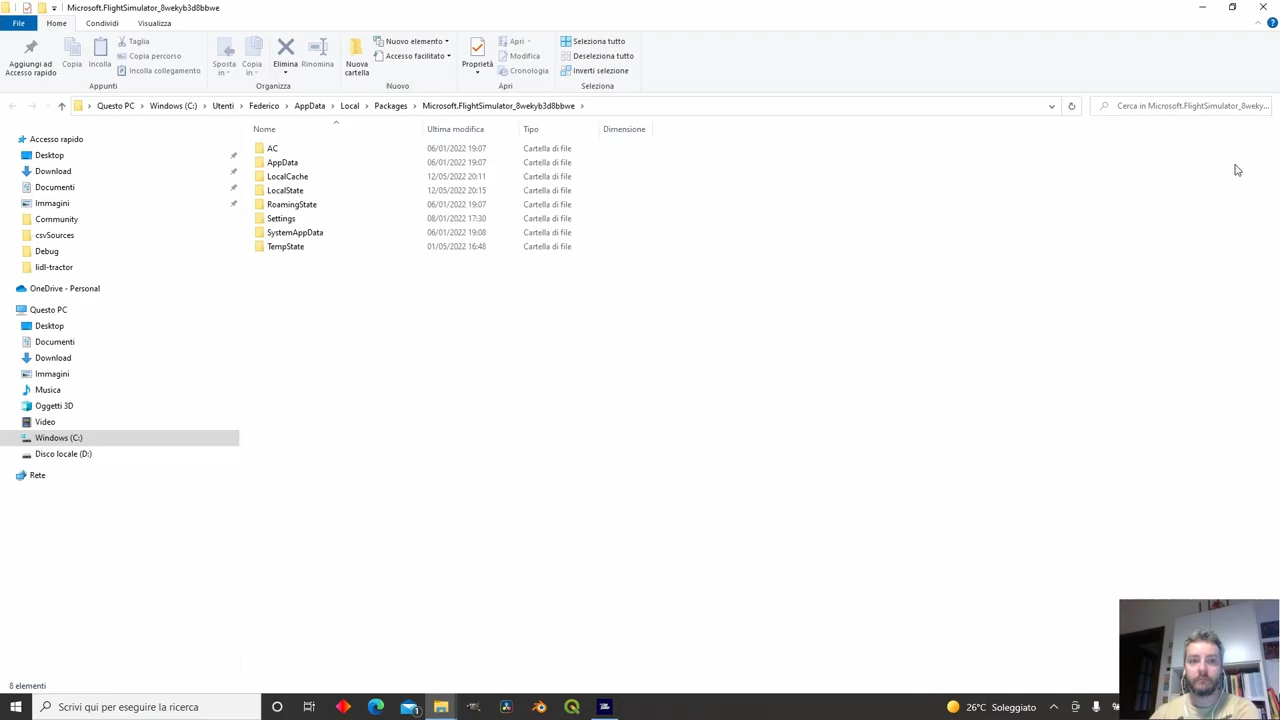 Microsoft.FlightSimulator_8wekyb3d8bbwe
File Home Condividi Visualizza
Aggiungi ad Accesso rapido
Copia
Incolla
Taglia
Copia percorso
Incolla collegamento
Appunti
Sposta in
Copia in
Elimina
Rinomina
Organizza
Nuova cartella
Nuovo elemento
Accesso facilitato
Nuovo
Proprietà
Apri
Modifica
Cronologia
Apri
Seleziona tutto
Deseleziona tutto
Inverti selezione
Seleziona
Questo PC > Windows (C:) > Utenti > Federico > AppData > Local > Packages > Microsoft.FlightSimulator_8wekyb3d8bbwe >
Cerca in Microsoft.FlightSimulator_8weky...
Nome Ultima modifica Tipo Dimensione
AC 06/01/2022 19:07 Cartella di file
AppData 06/01/2022 19:07 Cartella di file
LocalCache 12/05/2022 20:11 Cartella di file
LocalState 12/05/2022 20:15 Cartella di file
RoamingState 06/01/2022 19:07 Cartella di file
Settings 08/01/2022 17:30 Cartella di file
SystemAppData 06/01/2022 19:08 Cartella di file
TempState 01/05/2022 16:48 Cartella di file
Accesso rapido
Desktop
Download
Documenti
Immagini
Community
csvSources
Debug
lidl-tractor
OneDrive - Personal
Questo PC
Desktop
Documenti
Download
Immagini
Musica
Oggetti 3D
Video
Windows (C:)
Disco locale (D:)
Rete
8 elementi
Scrivi qui per eseguire la ricerca
26°C Soleggiato